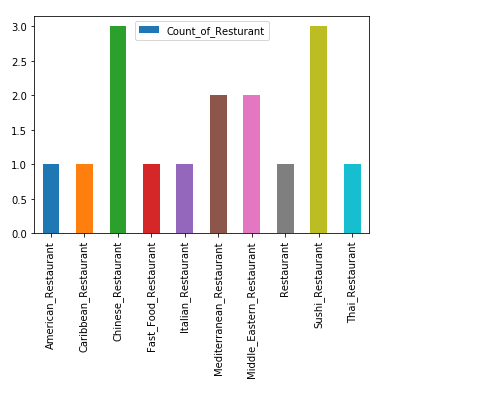 Count_of_Resturant
3.0
2.5
2.0
1.5
1.0
0.5
0.0
American_Restaurant
Caribbean_Restaurant
Chinese_Restaurant
Fast_Food_Restaurant
Italian_Restaurant
Mediterranean_Restaurant
Middle_Eastern_Restaurant
Restaurant
Sushi_Restaurant
Thai_Restaurant